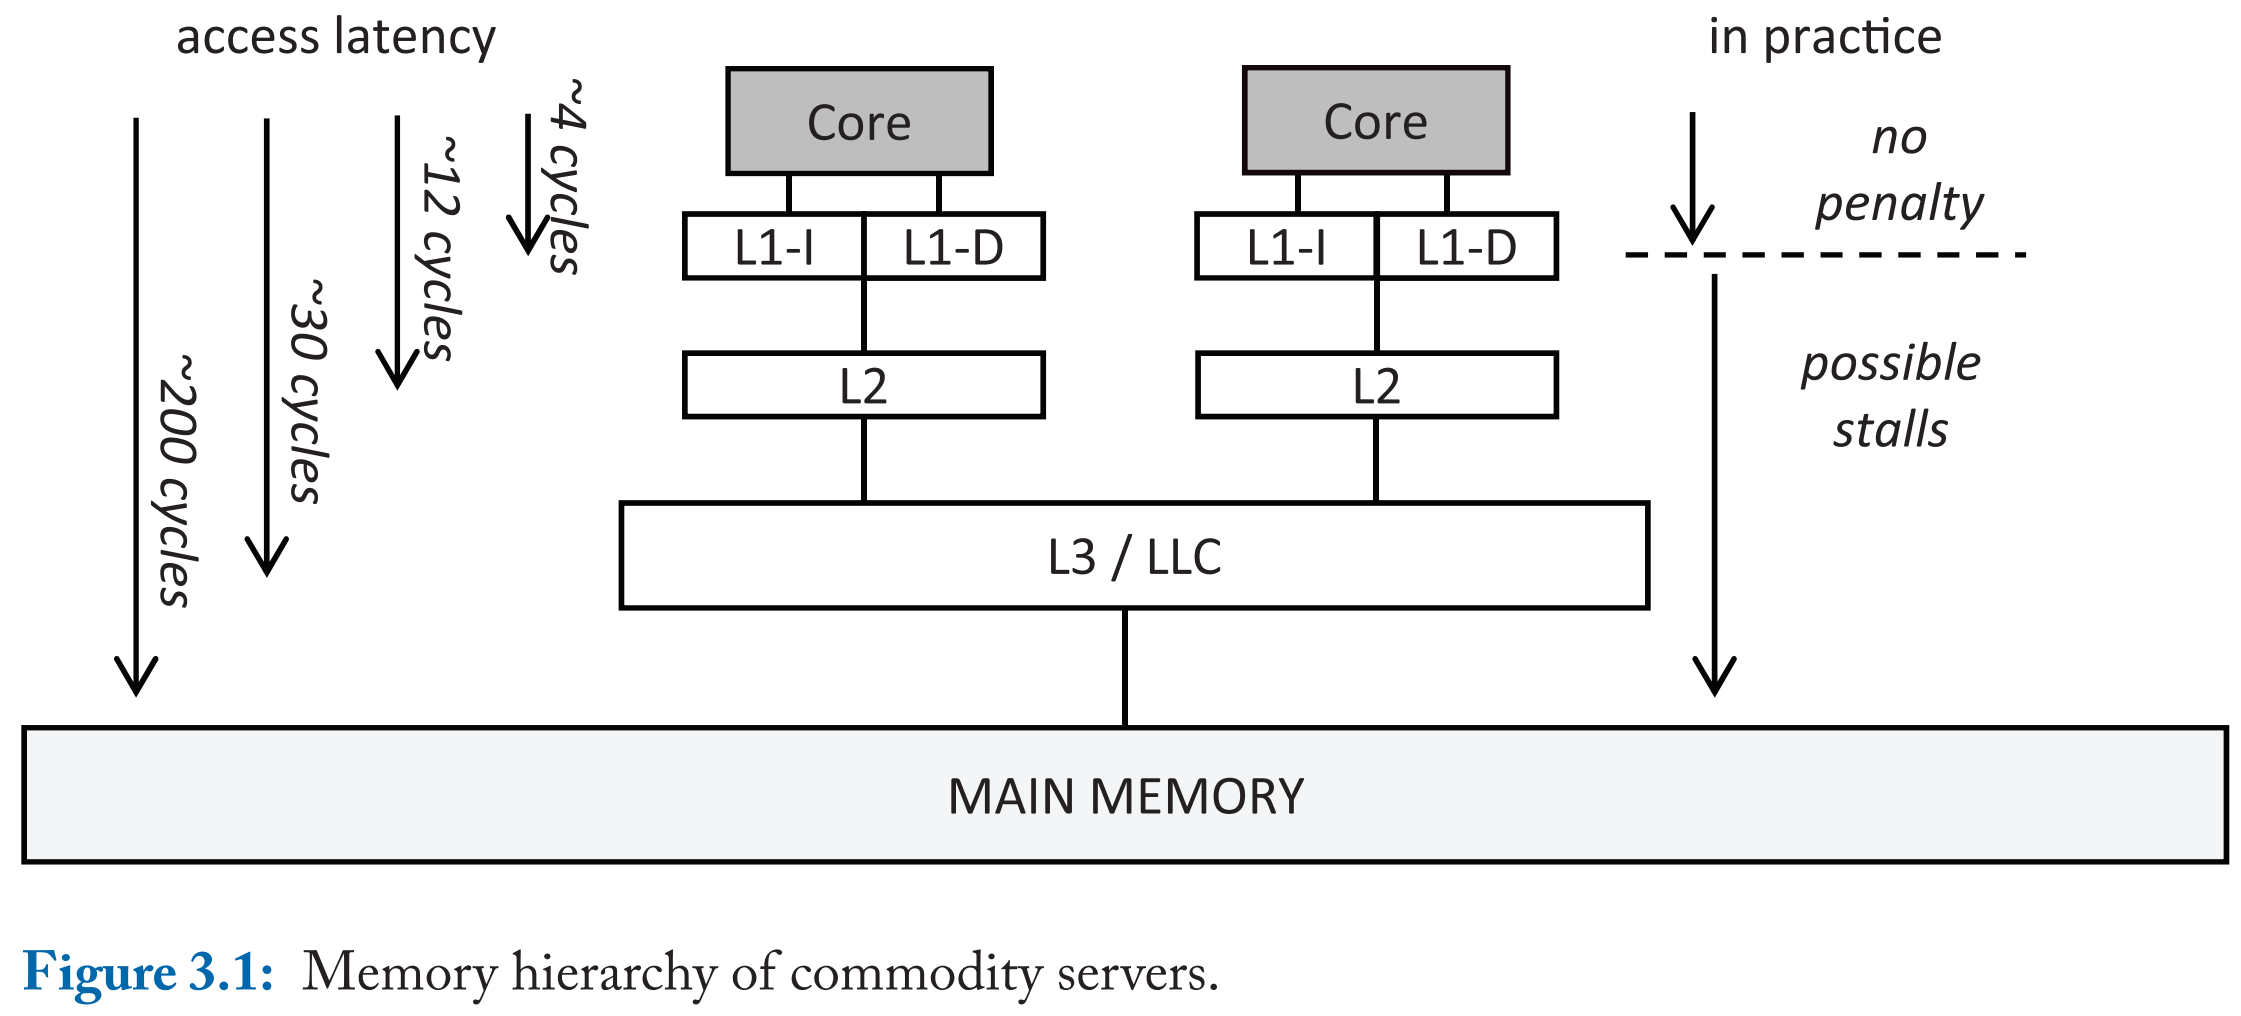 access latency
in practice
~200 cycles
~30 cycles
~12 cycles
~4 cycles
Core
Core
no
penalty
L1-I
L1-D
L1-I
L1-D
L2
L2
possible
stalls
L3 / LLC
MAIN MEMORY
Figure 3.1: Memory hierarchy of commodity servers.